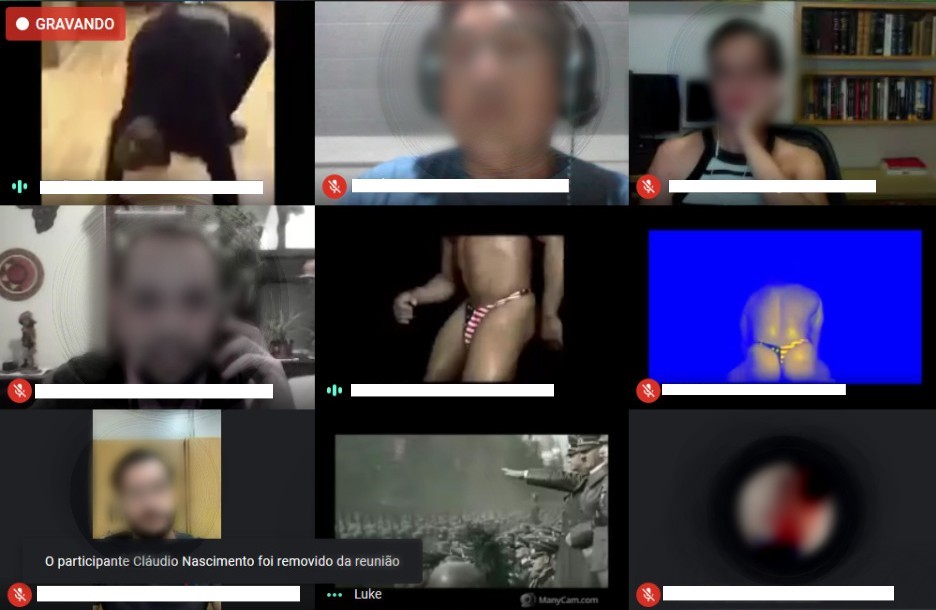 GRAVANDO
O participante Cláudio Nascimento foi removido da reunião
Luke
ManyCam.com